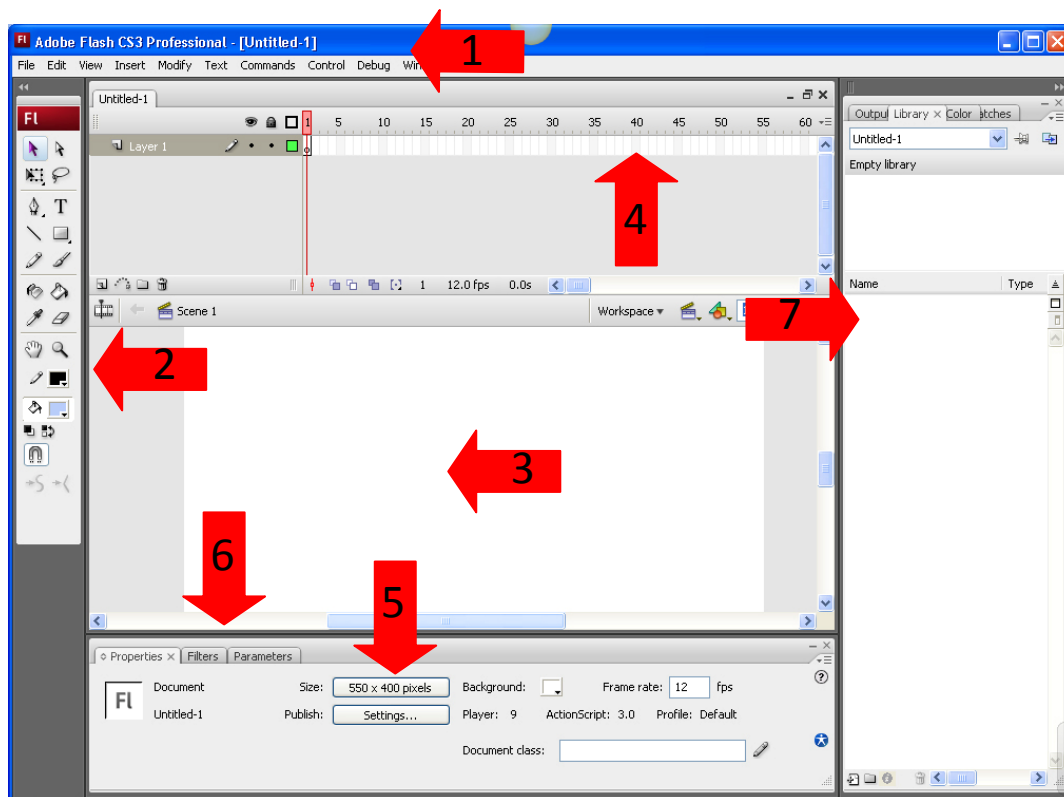 Fl Adobe Flash CS3 Professional - [Untitled-1]
1
File Edit View Insert Modify Text Commands Control Debug
Untitled-1
Fl
1 5 10 15 20 25 30 35 40 45 50 55 60
Layer 1
4
1 12.0 fps 0.0s
Scene 1 Workspace
7
2
3
6
5
Properties Filters Parameters
Fl
Document Size: 550 x 400 pixels Background: Frame rate: 12 fps
Untitled-1 Publish: Settings... Player: 9 ActionScript: 3.0 Profile: Default
Document class:
Library Color
Untitled-1
Empty library
Name Type